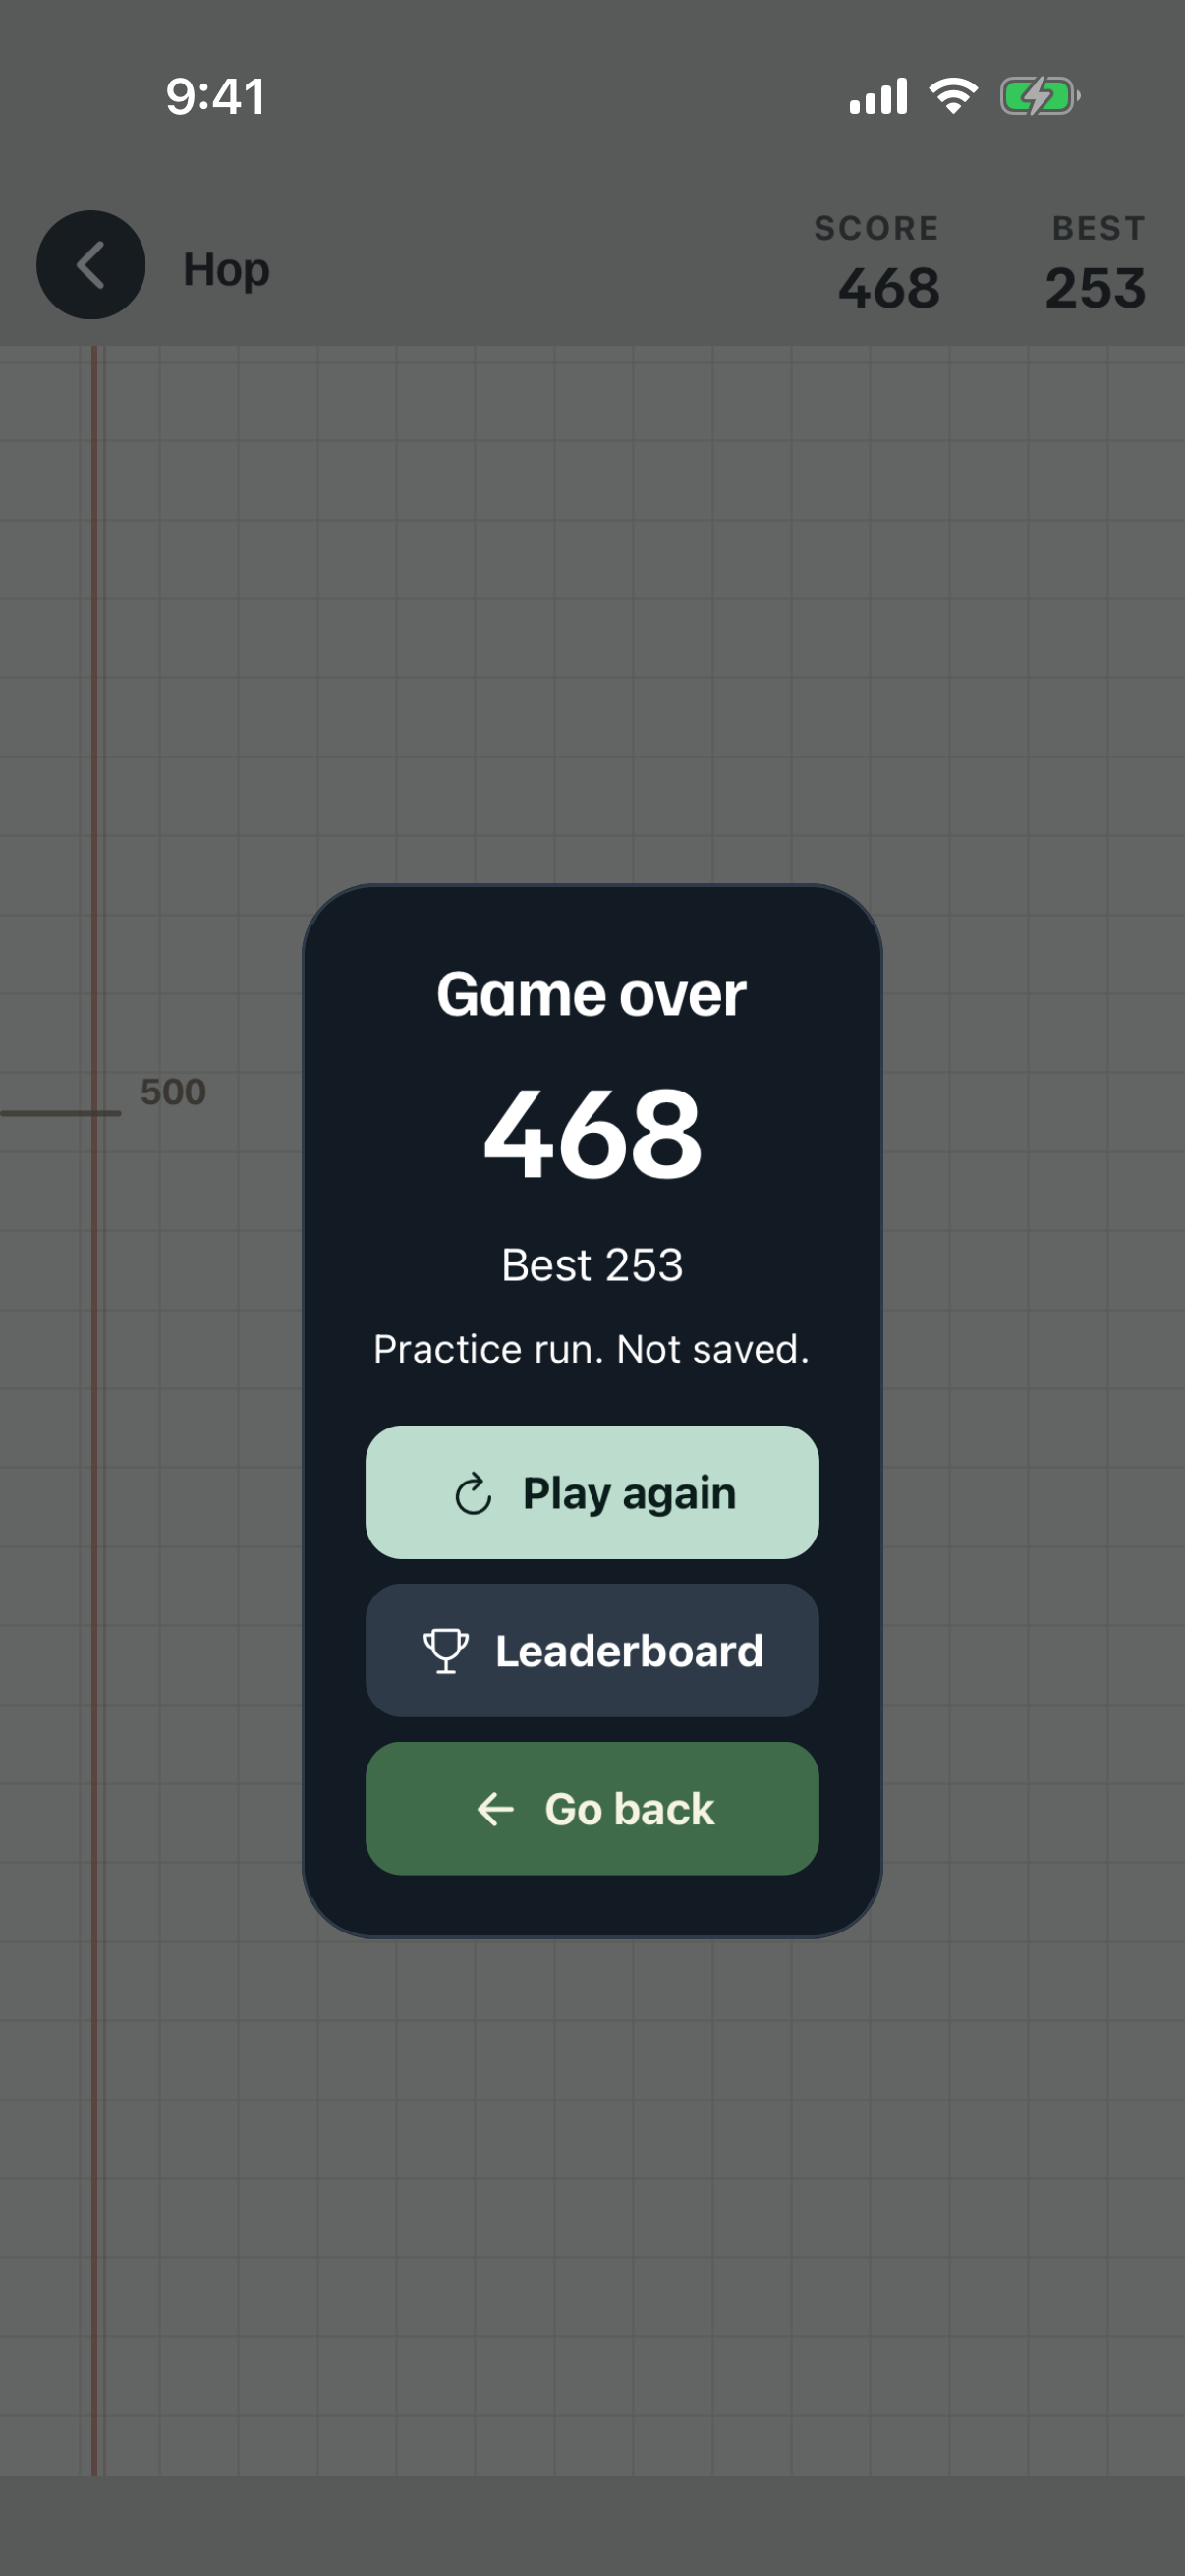 9:41
Hop
SCORE
468
BEST
253
500
Game over
468
Best 253
Practice run. Not saved.
Play again
Leaderboard
Go back